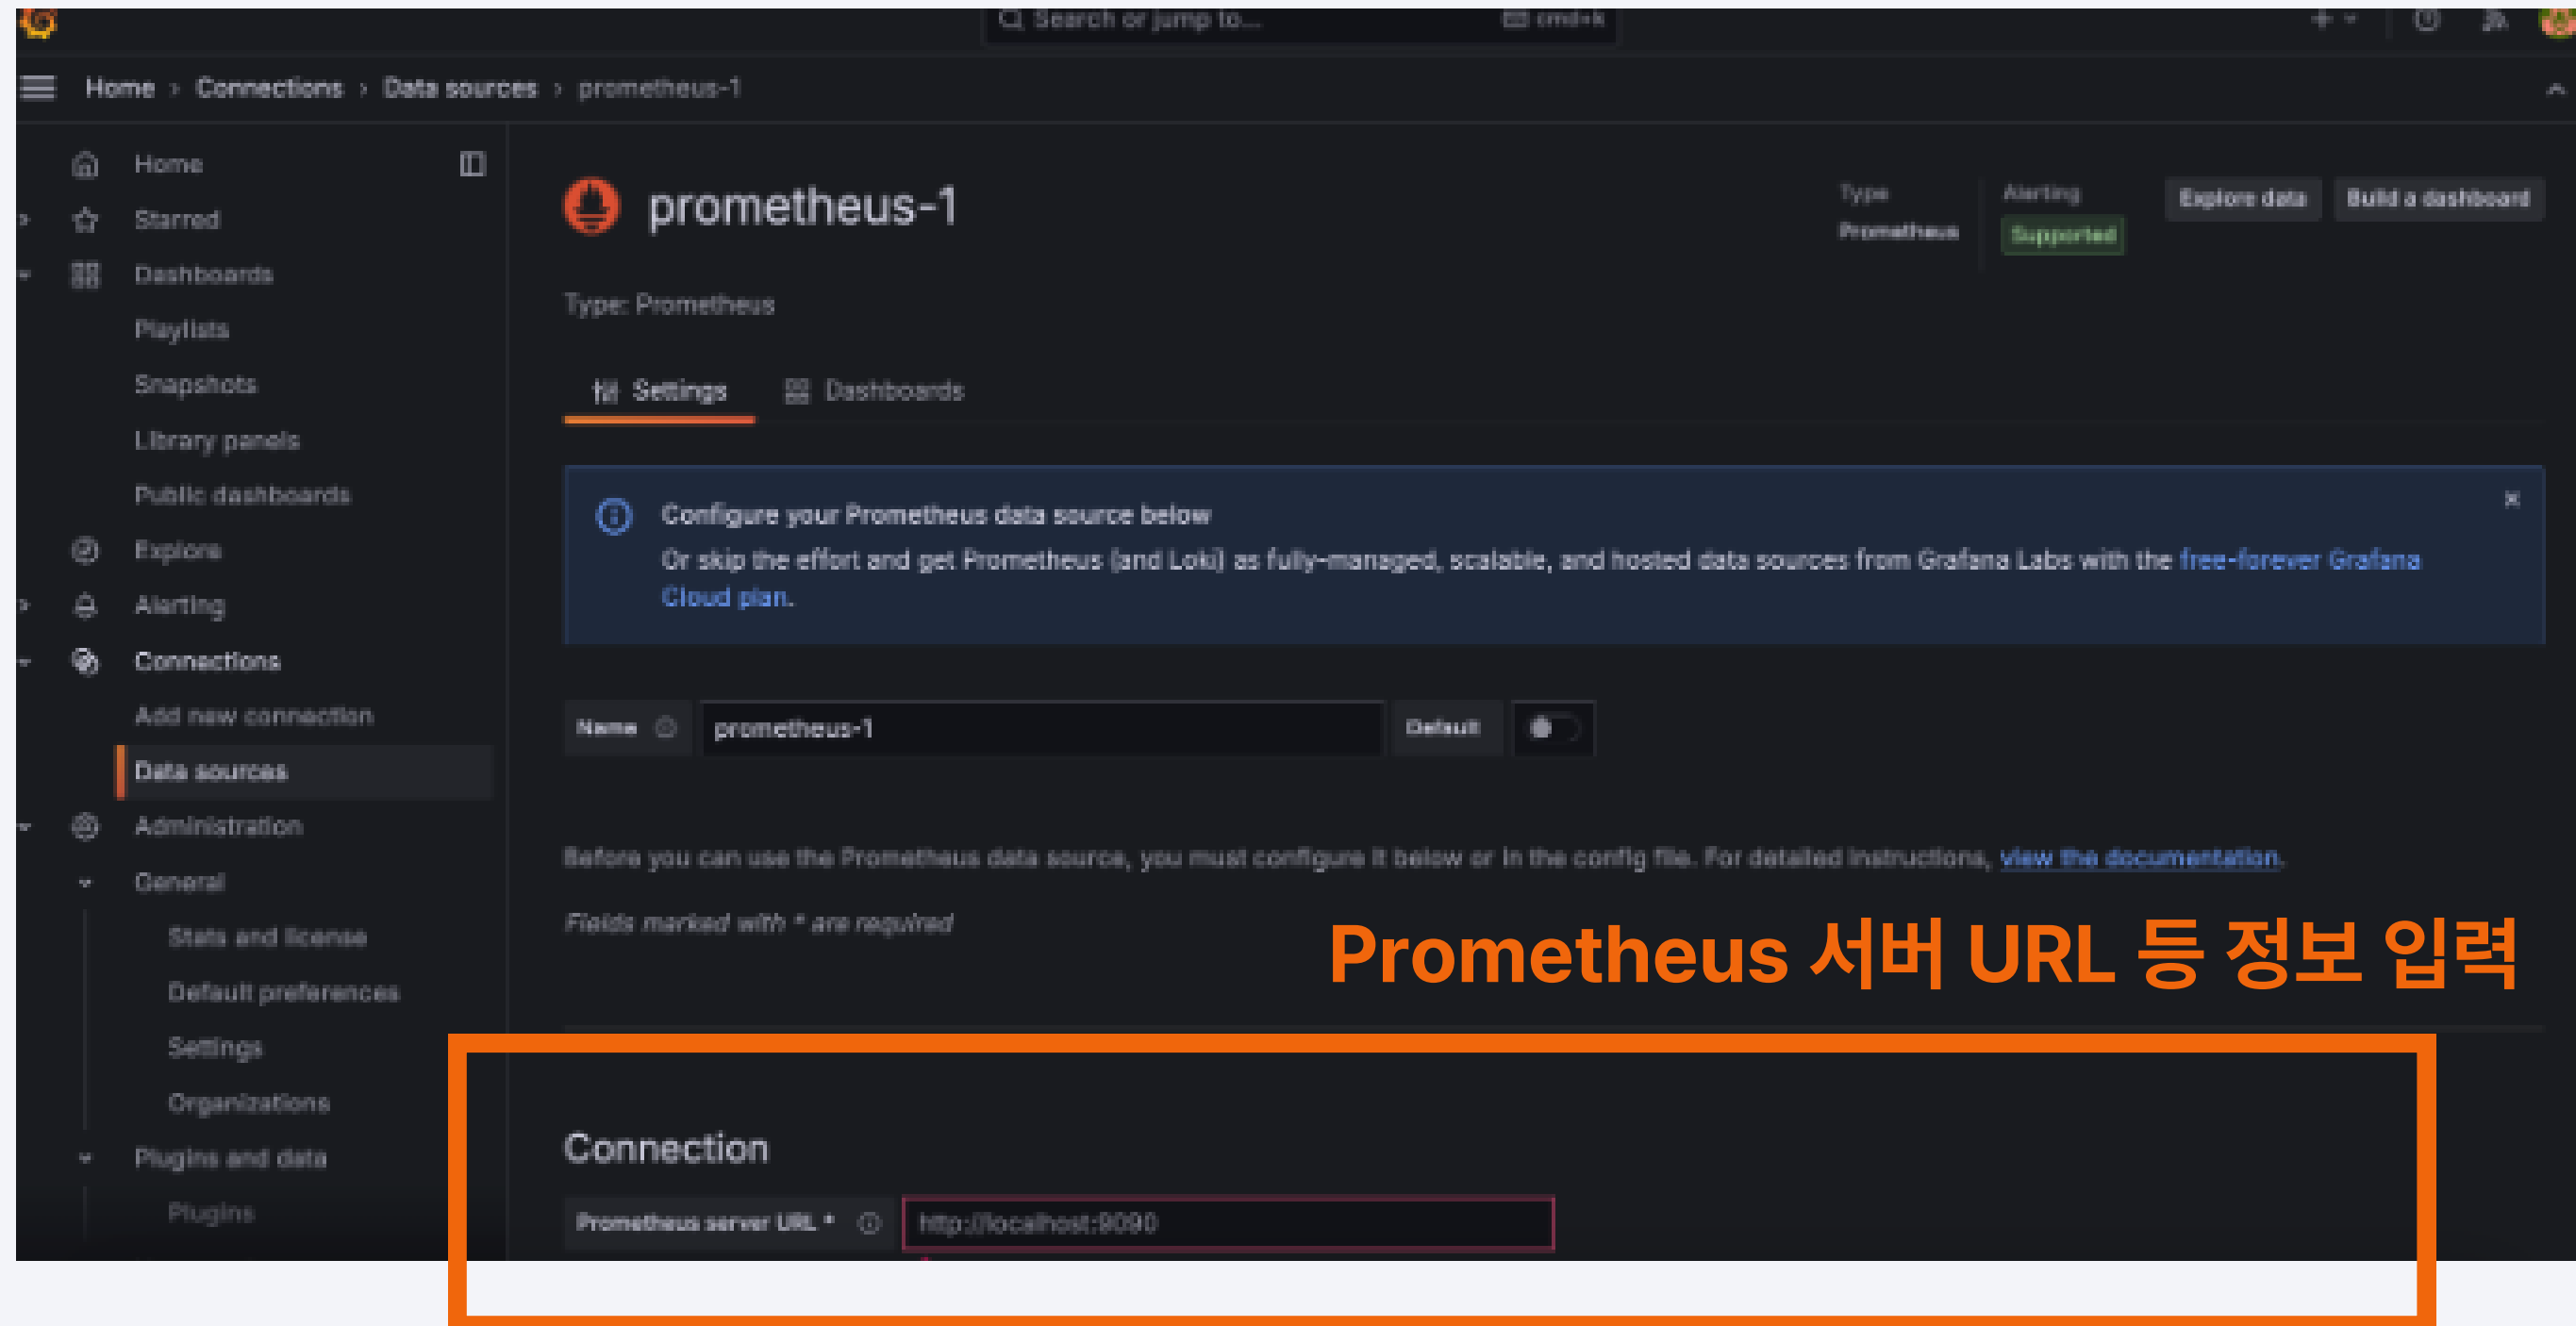 Search or jump to... cmd+k
Home › Connections › Data sources › prometheus-1
Home
Starred
Dashboards
Playlists
Snapshots
Library panels
Public dashboards
Explore
Alerting
Connections
Add new connection
Data sources
Administration
General
Stats and license
Default preferences
Settings
Organizations
Plugins and data
Plugins
prometheus-1
Type
Prometheus
Alerting
Supported
Explore data
Build a dashboard
Type: Prometheus
Settings
Dashboards
Configure your Prometheus data source below
Or skip the effort and get Prometheus (and Loki) as fully-managed, scalable, and hosted data sources from Grafana Labs with the free-forever Grafana
Cloud plan.
Name prometheus-1 Default
Before you can use the Prometheus data source, you must configure it below or in the config file. For detailed instructions, view the documentation.
Fields marked with * are required
Prometheus 서버 URL 등 정보 입력
Connection
Prometheus server URL * http://localhost:9090